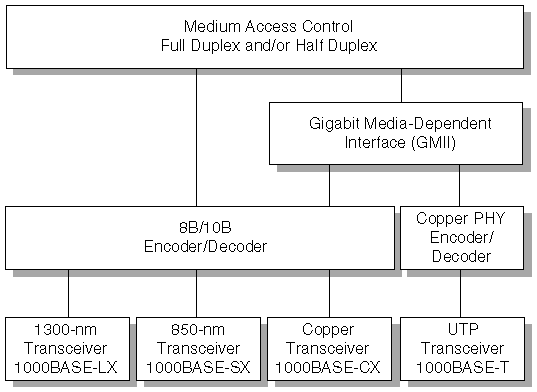 Medium Access Control
Full Duplex and/or Half Duplex
Gigabit Media-Dependent
Interface (GMII)
8B/10B
Encoder/Decoder
Copper PHY
Encoder/
Decoder
1300-nm
Transceiver
1000BASE-LX
850-nm
Transceiver
1000BASE-SX
Copper
Transceiver
1000BASE-CX
UTP
Transceiver
1000BASE-T